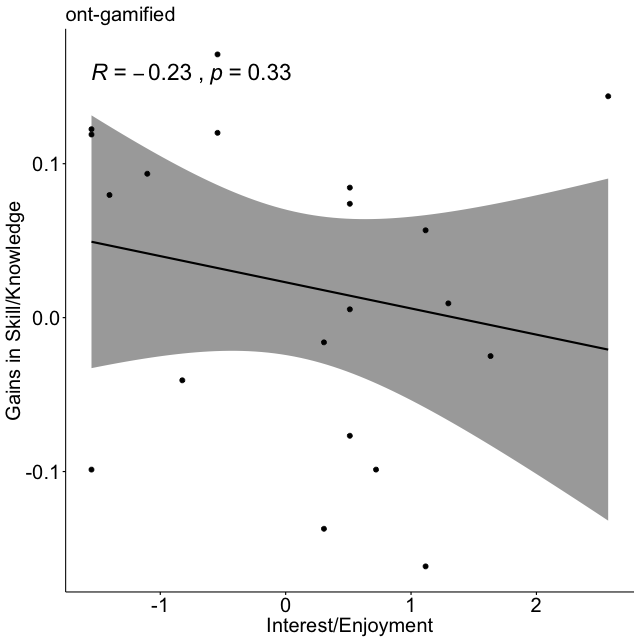 ont-gamified
R = −0.23 , p = 0.33
Gains in Skill/Knowledge
0.1
0.0
-0.1
-1 0 1 2
Interest/Enjoyment